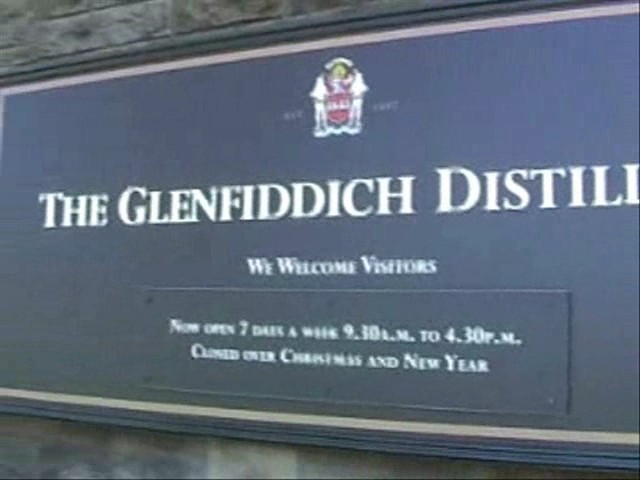 THE GLENFIDDICH DISTILL
WE WELCOME VISITORS
NOW OPEN 7 DAYS A WEEK 9.30A.M. TO 4.30P.M.
CLOSED OVER CHRISTMAS AND NEW YEAR